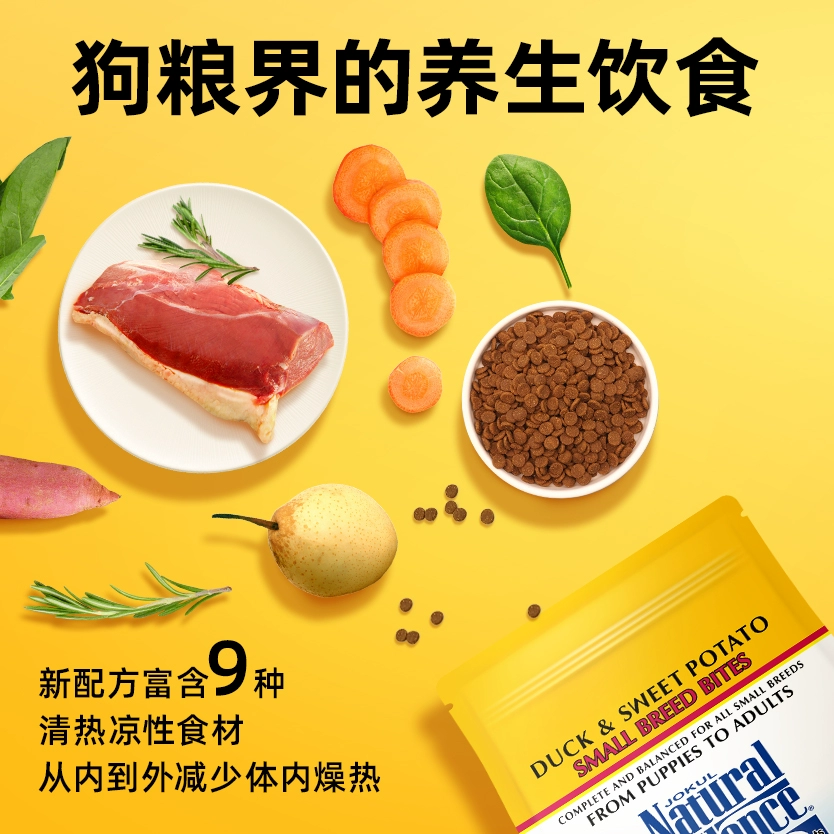 狗粮界的养生饮食
新配方富含9种
清热凉性食材
从内到外减少体内燥热
DUCK & SWEET POTATO
SMALL BREED BITES
COMPLETE AND BALANCED FOR ALL SMALL BREEDS
FROM PUPPIES TO ADULTS
JOKUL
Natural